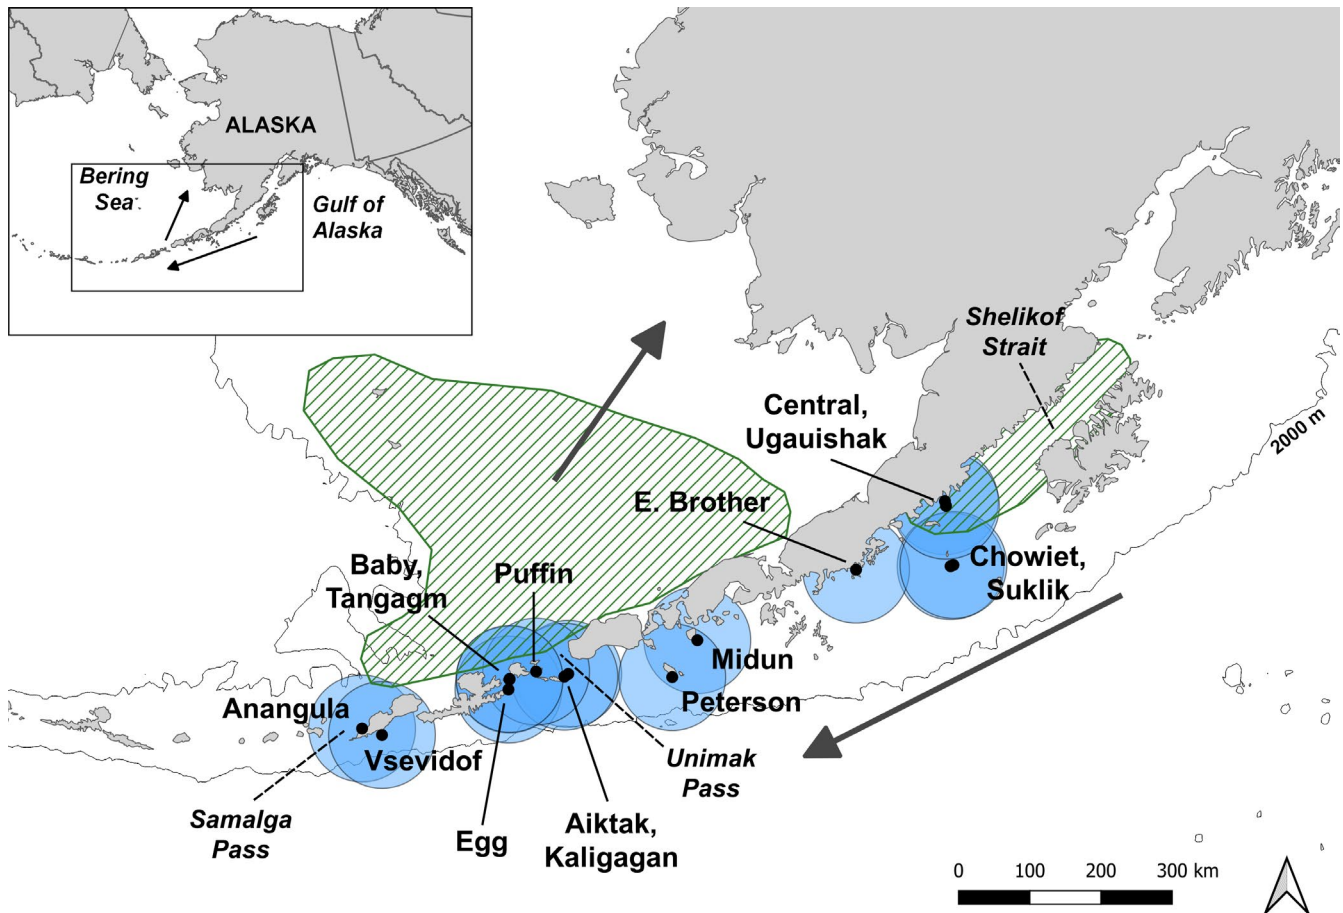 ALASKA
Bering
Sea
Gulf of
Alaska
Shelikof
Strait
Central,
Ugauishak
2000 m
E. Brother
Baby,
Tangagm
Puffin
Chowiet,
Suklik
Midun
Peterson
Anangula
Vsevidof
Unimak
Pass
Samalga
Pass
Egg
Aiktak,
Kaligagan
0 100 200 300 km